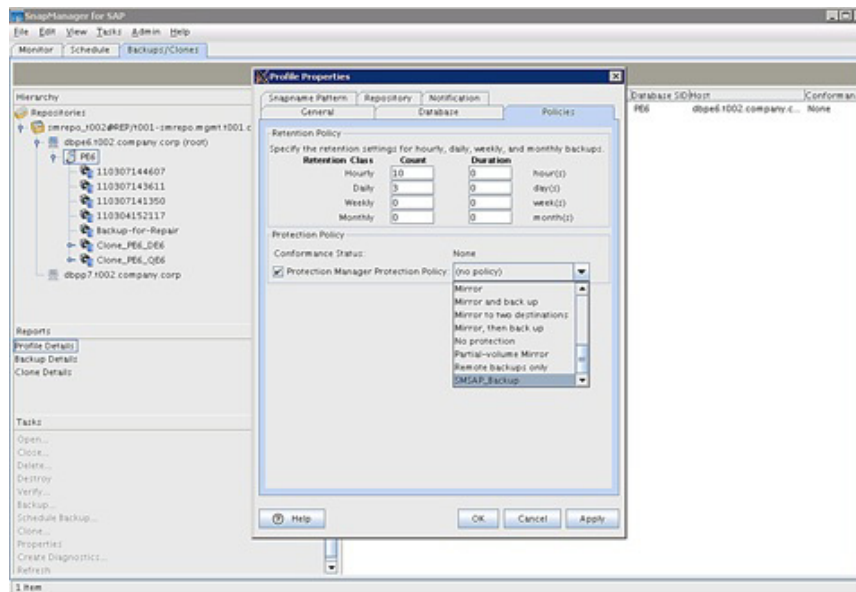 SnapManager for SAP
File Edit View Tasks Admin Help
Monitor Schedule Backups/Clones
Hierarchy
Repositories
smrepo_t002@REP/t001-smrepo.mgmt.t001.c
dbpe6.t002.company.corp (root)
PE6
110307144607
110307143611
110307141350
110304152117
Backup-for-Repair
Clone_PE6_DE6
Clone_PE6_QE6
dbpp7.t002.company.corp
Reports
Profile Details
Backup Details
Clone Details
Tasks
Open...
Close...
Delete...
Destroy
Verify...
Backup...
Schedule Backup...
Clone...
Properties
Create Diagnostics...
Refresh
1 Item
Profile Properties
Snapname Pattern Repository Notification
General Database Policies
Retention Policy
Specify the retention settings for hourly, daily, weekly, and monthly backups.
Retention Class Count Duration
Hourly 10 0 hour(s)
Daily 3 0 day(s)
Weekly 0 0 week(s)
Monthly 0 0 month(s)
Protection Policy
Conformance Status: None
Protection Manager Protection Policy: (no policy)
Mirror
Mirror and back up
Mirror to two destinations
Mirror, then back up
No protection
Partial-volume Mirror
Remote backups only
SMSAP_Backup
Help OK Cancel Apply
Database SID Host Conforman
PE6 dbpe6.t002.company.c... None